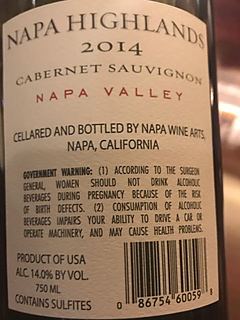 NAPA HIGHLANDS
2014
CABERNET SAUVIGNON
NAPA VALLEY
CELLARED AND BOTTLED BY NAPA WINE ARTS,
NAPA, CALIFORNIA
GOVERNMENT WARNING: (1) ACCORDING TO THE SURGEON
GENERAL, WOMEN SHOULD NOT DRINK ALCOHOLIC
BEVERAGES DURING PREGNANCY BECAUSE OF THE RISK
OF BIRTH DEFECTS. (2) CONSUMPTION OF ALCOHOLIC
BEVERAGES IMPAIRS YOUR ABILITY TO DRIVE A CAR OR
OPERATE MACHINERY, AND MAY CAUSE HEALTH PROBLEMS.
PRODUCT OF USA
ALC. 14.0% BY VOL.
750 ML
CONTAINS SULFITES
0 86754 60059 8